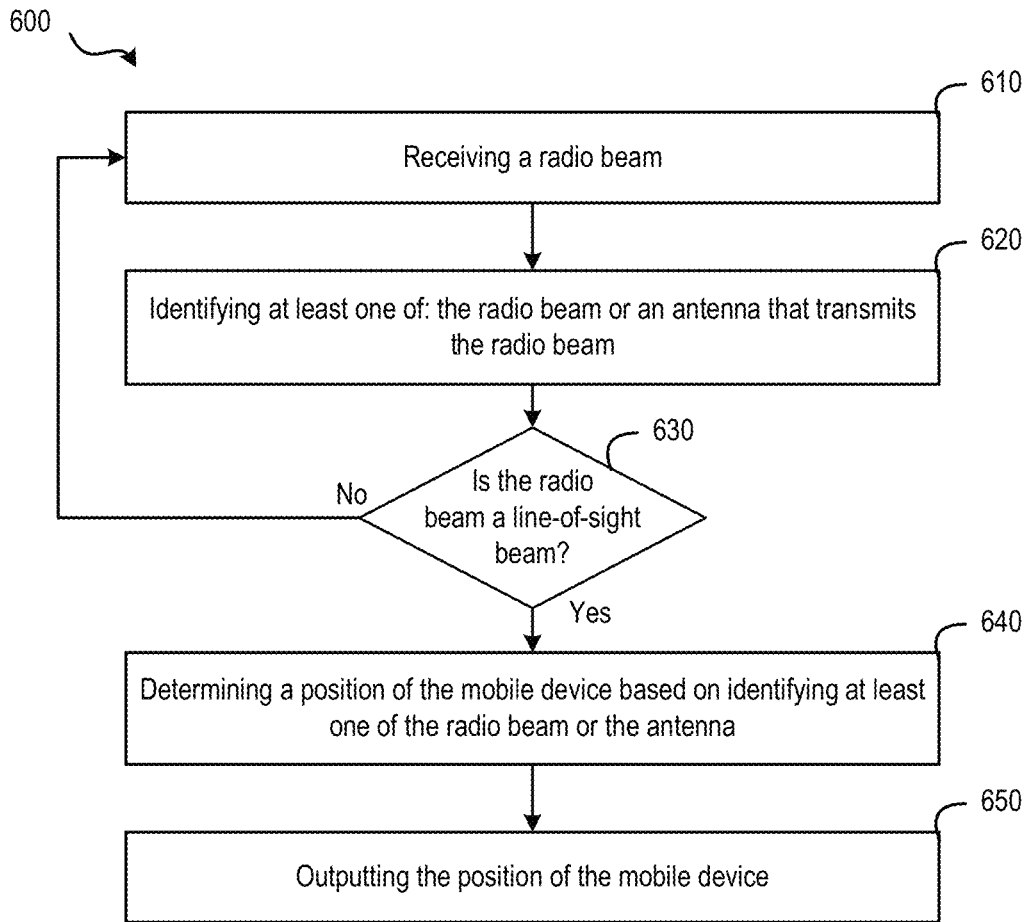 600
610
Receiving a radio beam
620
Identifying at least one of: the radio beam or an antenna that transmits
the radio beam
630
Is the radio
beam a line-of-sight
beam?
No
Yes
640
Determining a position of the mobile device based on identifying at least
one of the radio beam or the antenna
650
Outputting the position of the mobile device